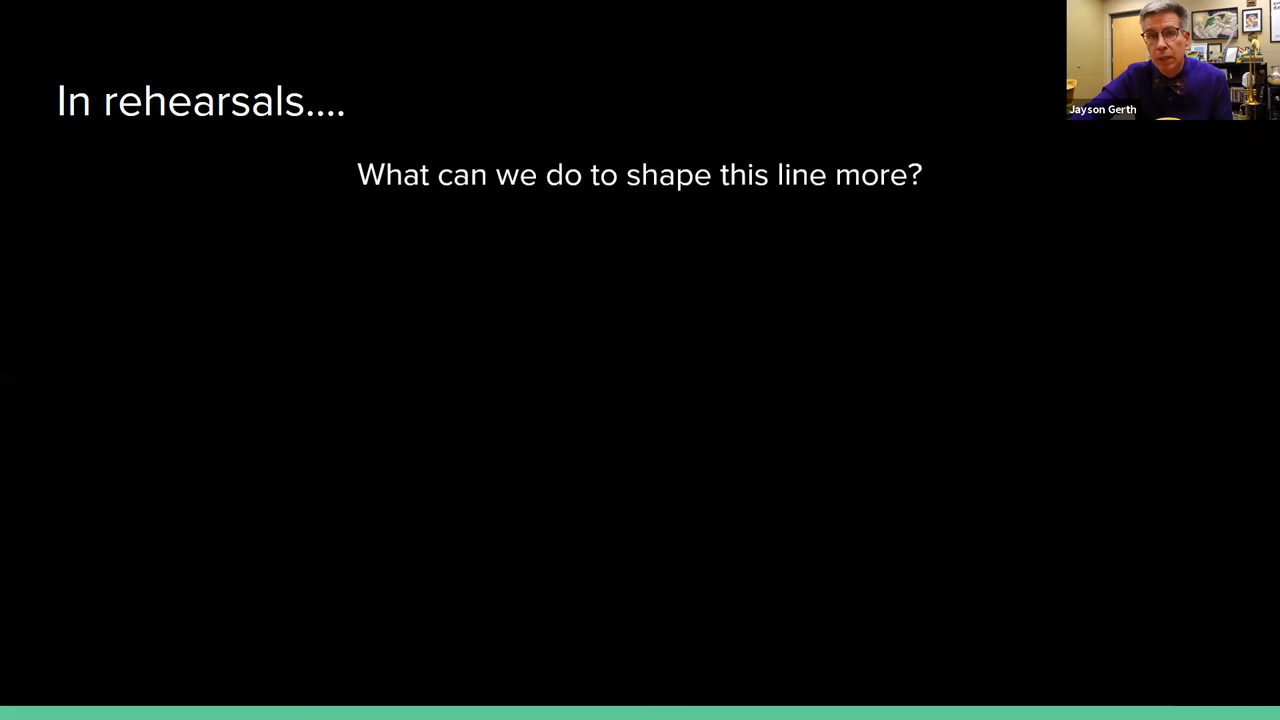 In rehearsals....
What can we do to shape this line more?
Jayson Gerth